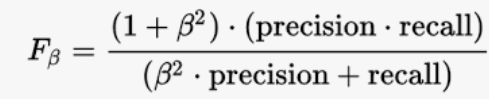 F_β = (1 + β²) · (precision · recall) / (β² · precision + recall)